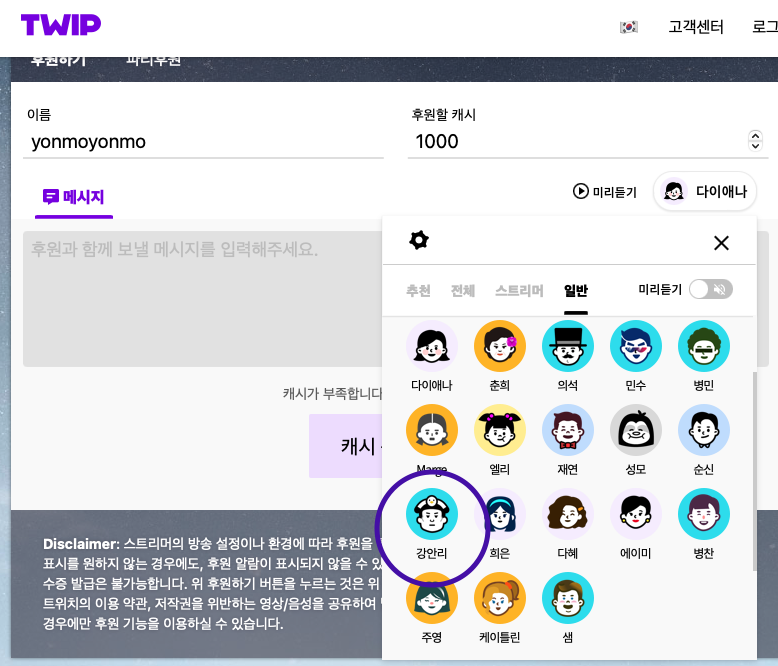 TWIP
고객센터
로그
후원하기
파티후원
이름
후원할 캐시
yonmoyonmo
1000
메시지
미리듣기
다이애나
후원과 함께 보낼 메시지를 입력해주세요.
추천 전체 스트리머 일반
미리듣기
다이애나 춘희 의석 민수 병민
캐시가 부족합니다
캐시
Margo 엘리 재연 성모 순신
강안리 희은 다혜 에이미 병찬
주영 케이틀린 샘
Disclaimer: 스트리머의 방송 설정이나 환경에 따라 후원을
표시를 원하지 않는 경우에도, 후원 알람이 표시되지 않을 수 있
수증 발급은 불가능합니다. 위 후원하기 버튼을 누르는 것은 위
트위치의 이용 약관, 저작권을 위반하는 영상/음성을 공유하여
경우에만 후원 기능을 이용하실 수 있습니다.